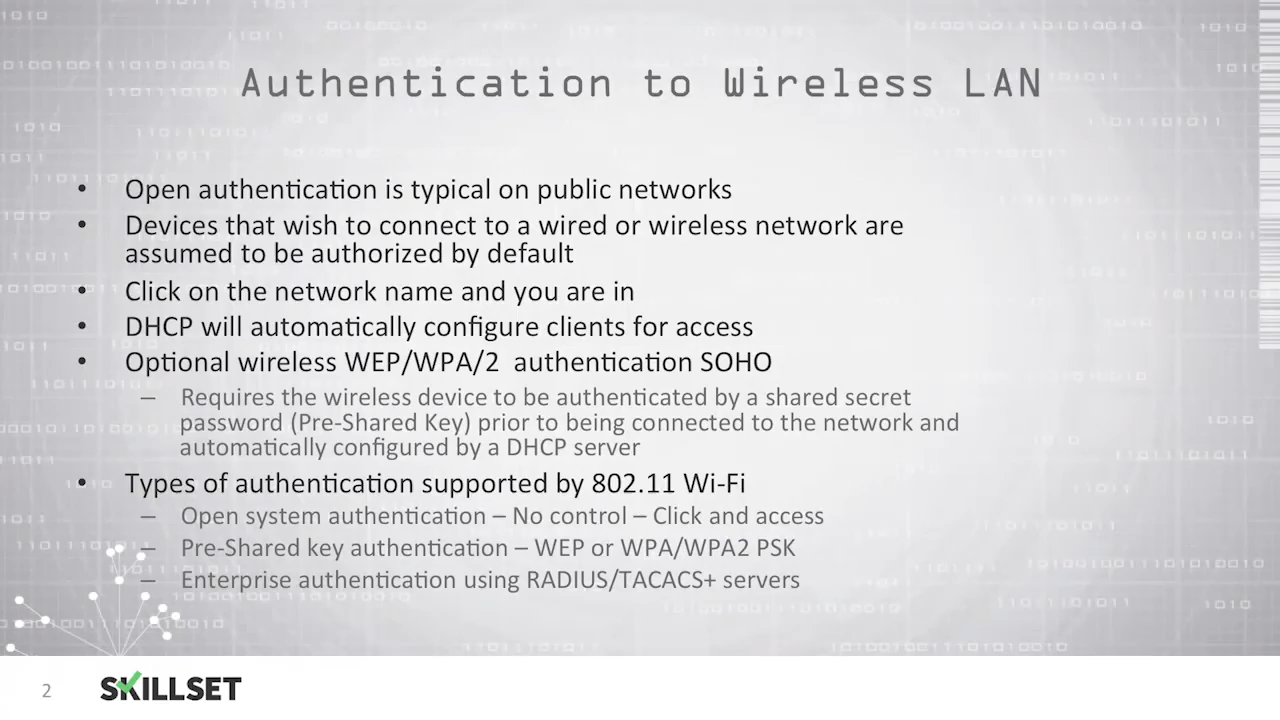 Authentication to Wireless LAN
• Open authentication is typical on public networks
• Devices that wish to connect to a wired or wireless network are
assumed to be authorized by default
• Click on the network name and you are in
• DHCP will automatically configure clients for access
• Optional wireless WEP/WPA/2 authentication SOHO
– Requires the wireless device to be authenticated by a shared secret
password (Pre-Shared Key) prior to being connected to the network and
automatically configured by a DHCP server
• Types of authentication supported by 802.11 Wi-Fi
– Open system authentication – No control – Click and access
– Pre-Shared key authentication – WEP or WPA/WPA2 PSK
– Enterprise authentication using RADIUS/TACACS+ servers
2
SKILLSET